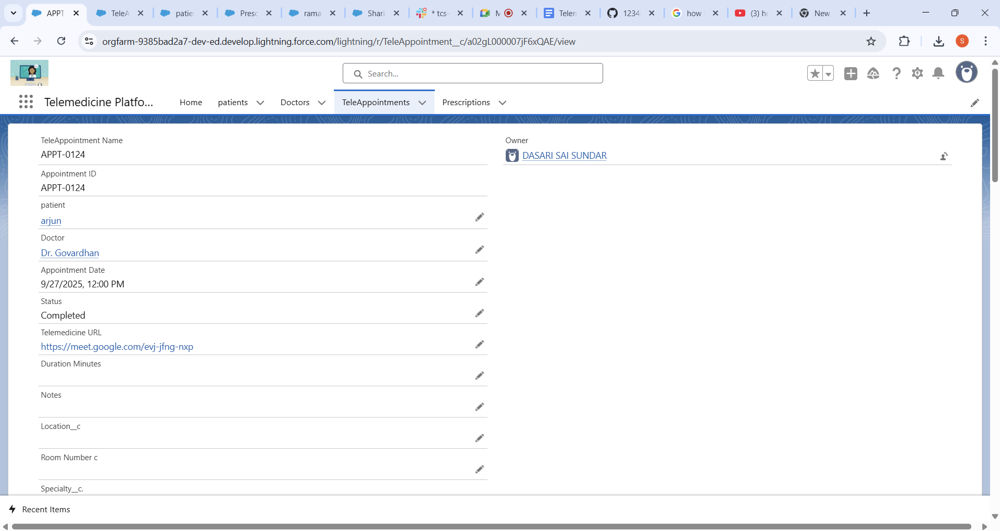 APPT
TeleA
patie
Presc
rama
Shari
* tcs-
M
Telem
1234
how
(3) ho
New
orgfarm-9385bad2a7-dev-ed.develop.lightning.force.com/lightning/r/TeleAppointment__c/a02gL000007jF6xQAE/view
S
Search...
Telemedicine Platfo...
Home
patients
Doctors
TeleAppointments
Prescriptions
TeleAppointment Name
APPT-0124
Owner
DASARI SAI SUNDAR
Appointment ID
APPT-0124
patient
arjun
Doctor
Dr. Govardhan
Appointment Date
9/27/2025, 12:00 PM
Status
Completed
Telemedicine URL
https://meet.google.com/evj-jfng-nxp
Duration Minutes
Notes
Location__c
Room Number c
Specialty__c.
Recent Items